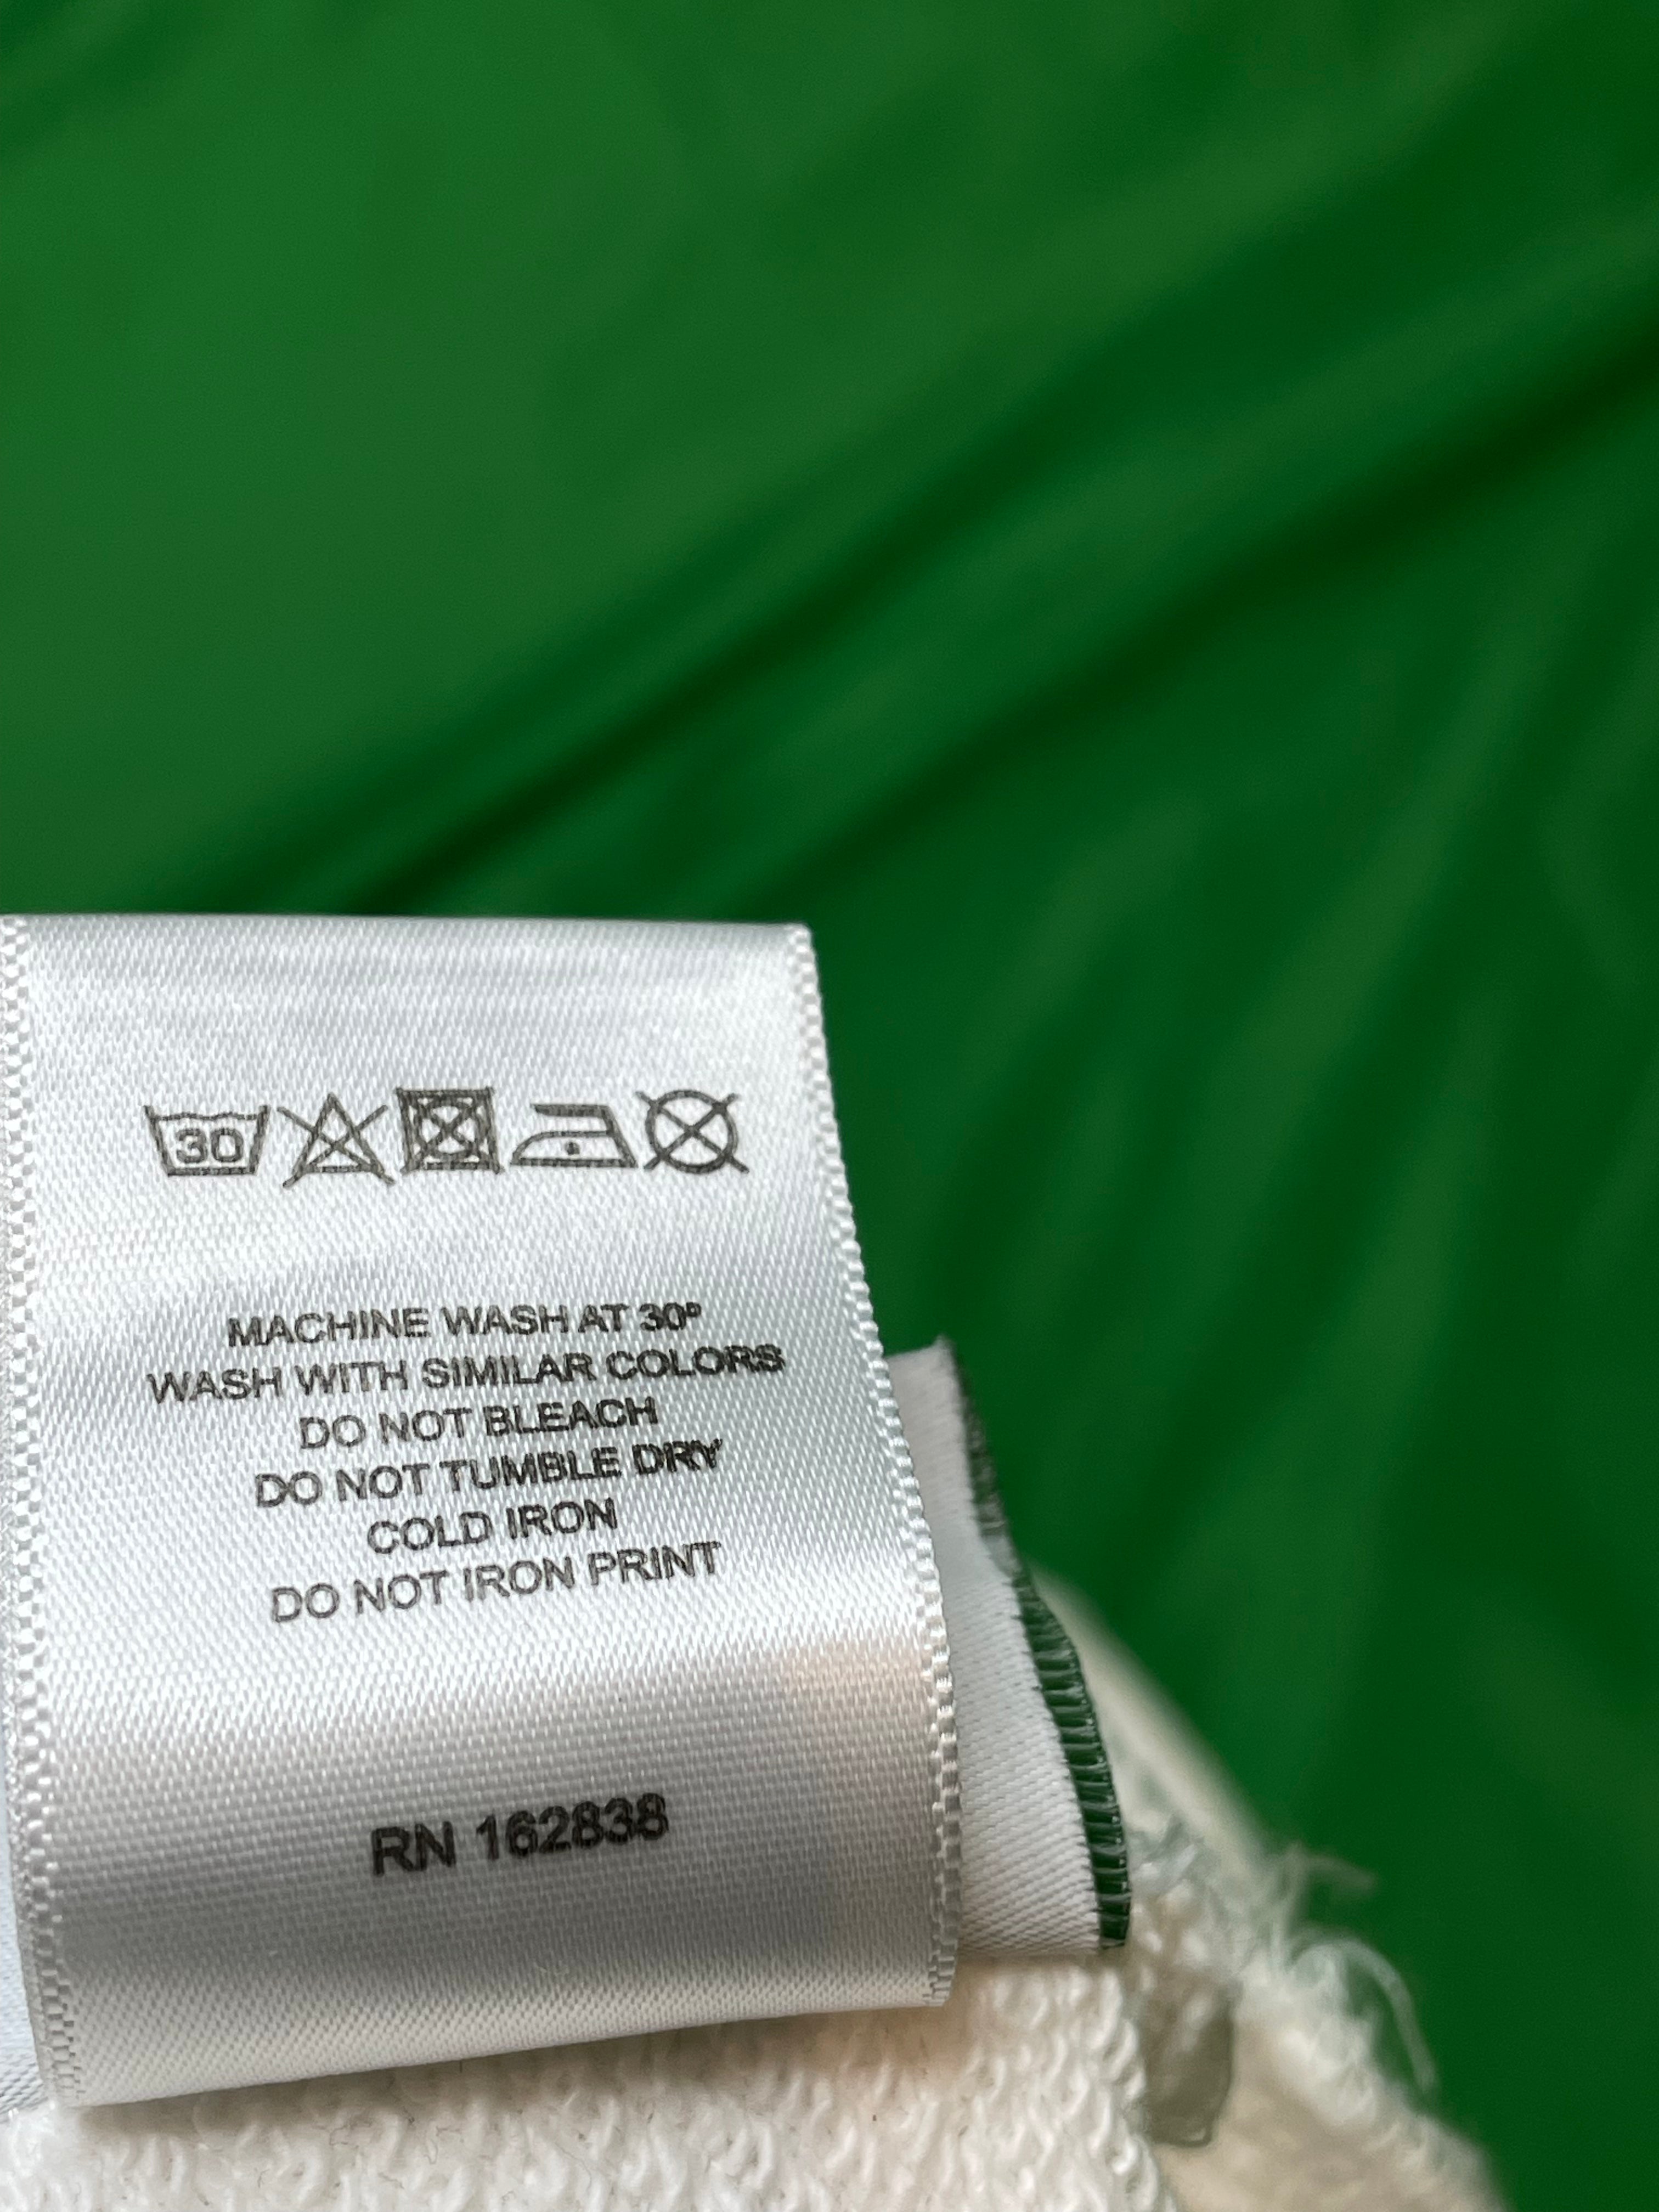 30
MACHINE WASH AT 30º
WASH WITH SIMILAR COLORS
DO NOT BLEACH
DO NOT TUMBLE DRY
COLD IRON
DO NOT IRON PRINT
RN 162838